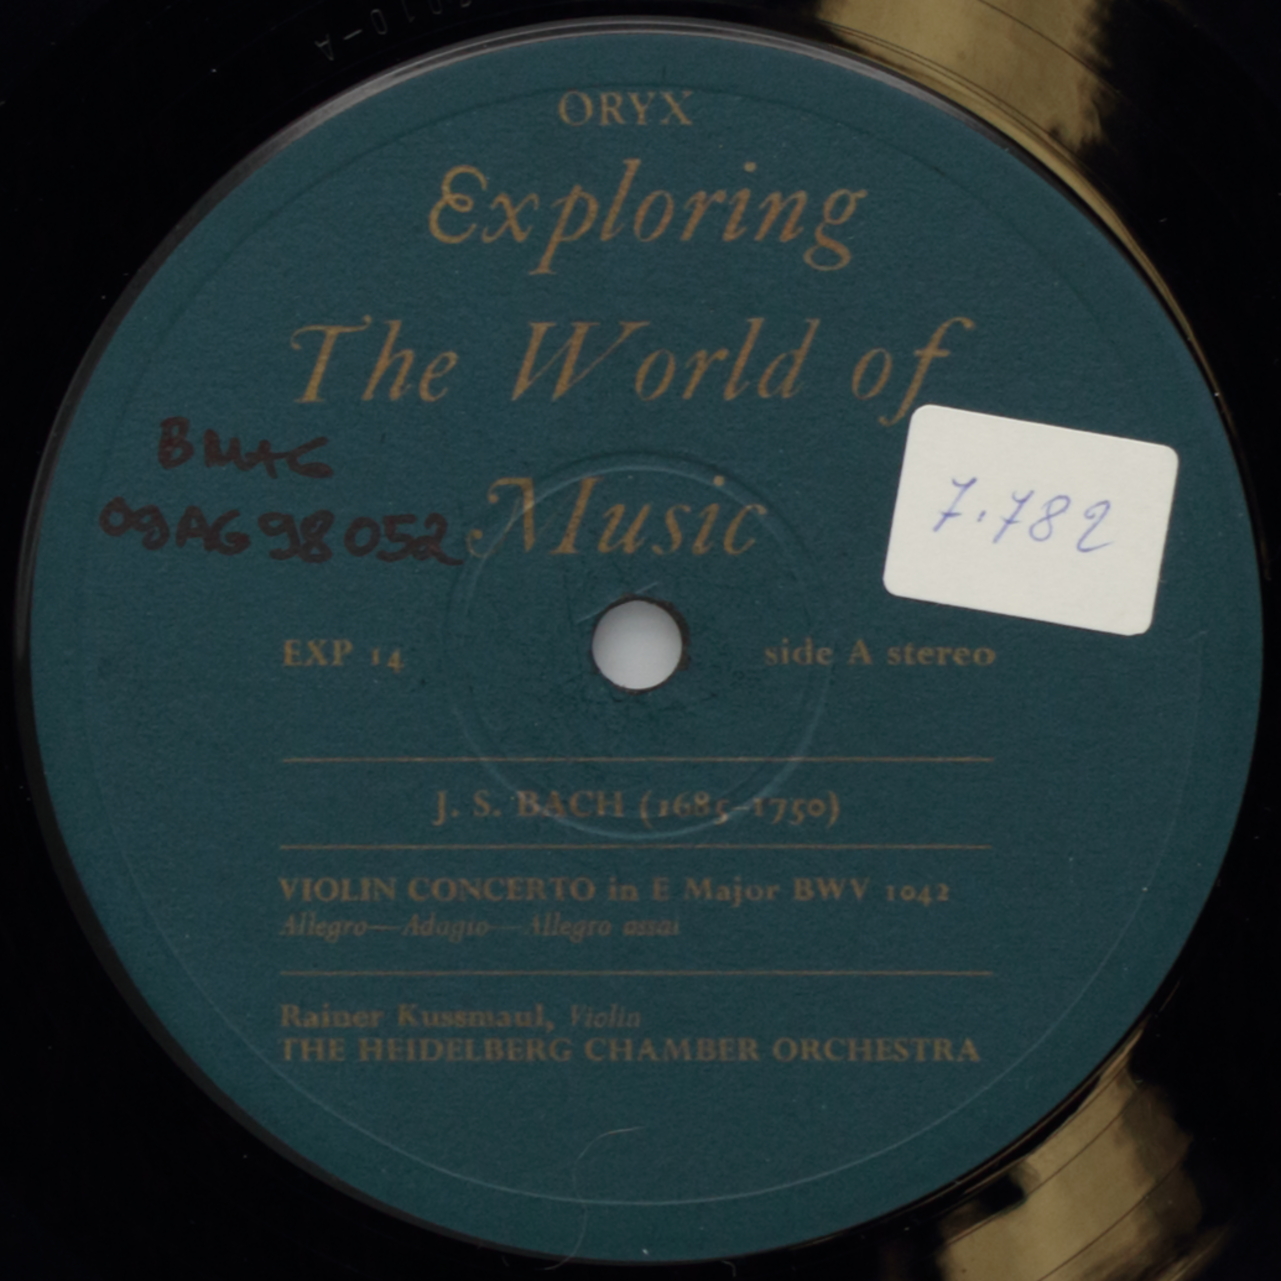 ORYX
Exploring
The World of
Music
BM+G
09AG98052
7.782
EXP 14
side A stereo
J. S. BACH (1685–1750)
VIOLIN CONCERTO in E Major BWV 1042
Allegro—Adagio—Allegro assai
Rainer Kussmaul, Violin
THE HEIDELBERG CHAMBER ORCHESTRA